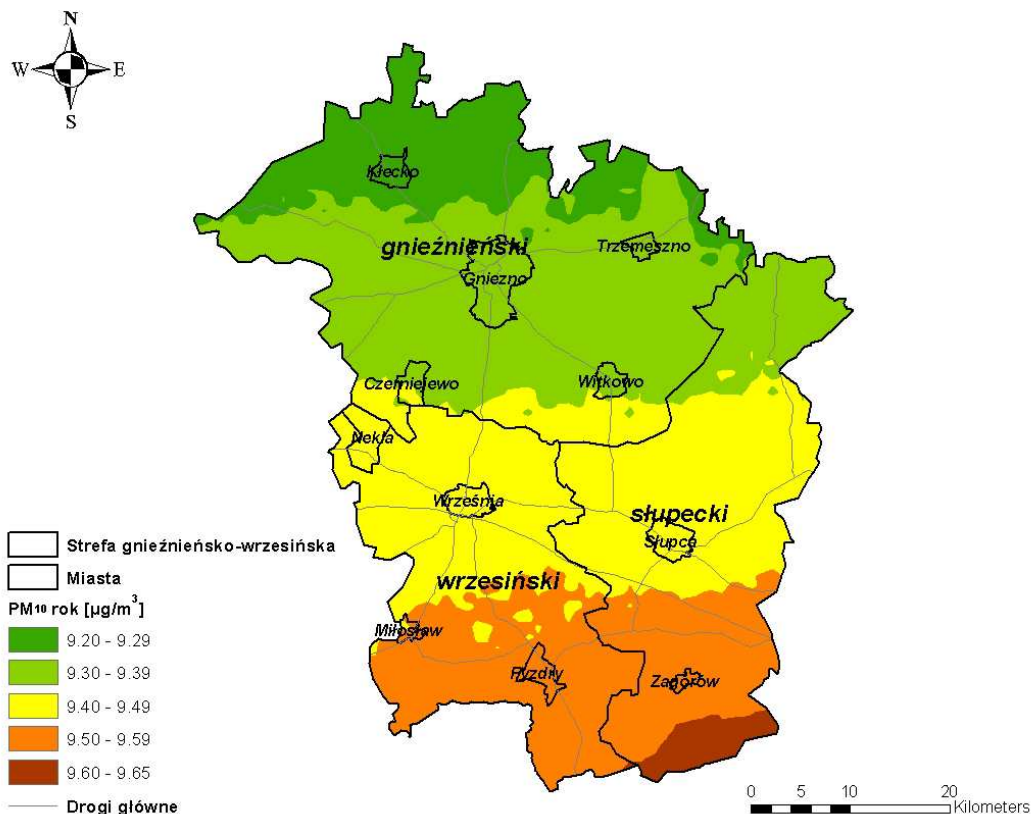 N
W E
S
Kłecko
gnieźnieński
Trzemeszno
Gniezno
Czerniejewo
Witkowo
Nekla
Września
słupecki
Słupca
Strefa gnieźnieńsko-wrzesińska
Miasta
wrzesiński
PM10 rok [µg/m³]
9.20 - 9.29
Miłosław
9.30 - 9.39
Pyzdry
Zagórów
9.40 - 9.49
9.50 - 9.59
9.60 - 9.65
Drogi główne
0 5 10 20
Kilometers